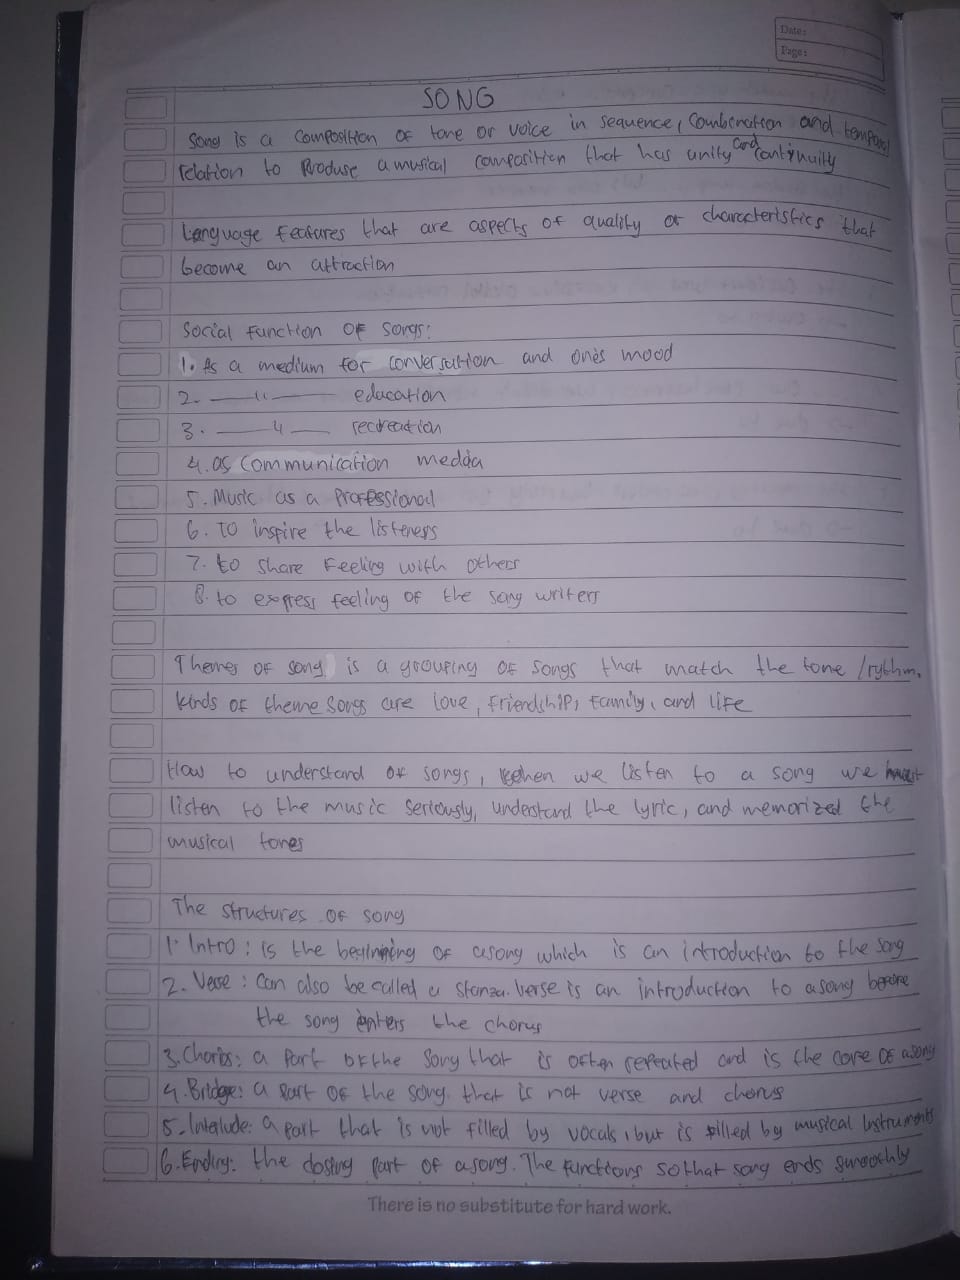 Date:
Page:
SONG
Song is a composition of tone or voice in sequence, combenation and temporal
relation to produse a musical composition that has unity and continuity
Language features that are aspects of quality or characteristics that
become an attraction
Social function of songs:
1. As a medium for conversation and one's mood
2. —— " —— education
3. —— " —— recreation
4. as communication media
5. Music as a professional
6. to inspire the listeners
7. to share feeling with others
8. to express feeling of the song writers
Themes of song is a grouping of songs that match the tone / rythm.
kinds of theme songs are love, friendship, family, and life
How to understand of songs, when we listen to a song we must
listen to the music seriously, understand the lyric, and memorized the
musical tones
The structures of song
1. Intro : is the beginning of a song which is an introduction to the song
2. Verse : can also be called a stanza. verse is an introduction to a song before
the song enters the chorus
3. Chorus: a part of the song that is often repeated and is the core of a song
4. Bridge: a part of the song that is not verse and chorus
5. Interlude: a part that is not filled by vocals, but is filled by musical instruments
6. Ending: the closing part of a song. The functions so that song ends smoothly
There is no substitute for hard work.